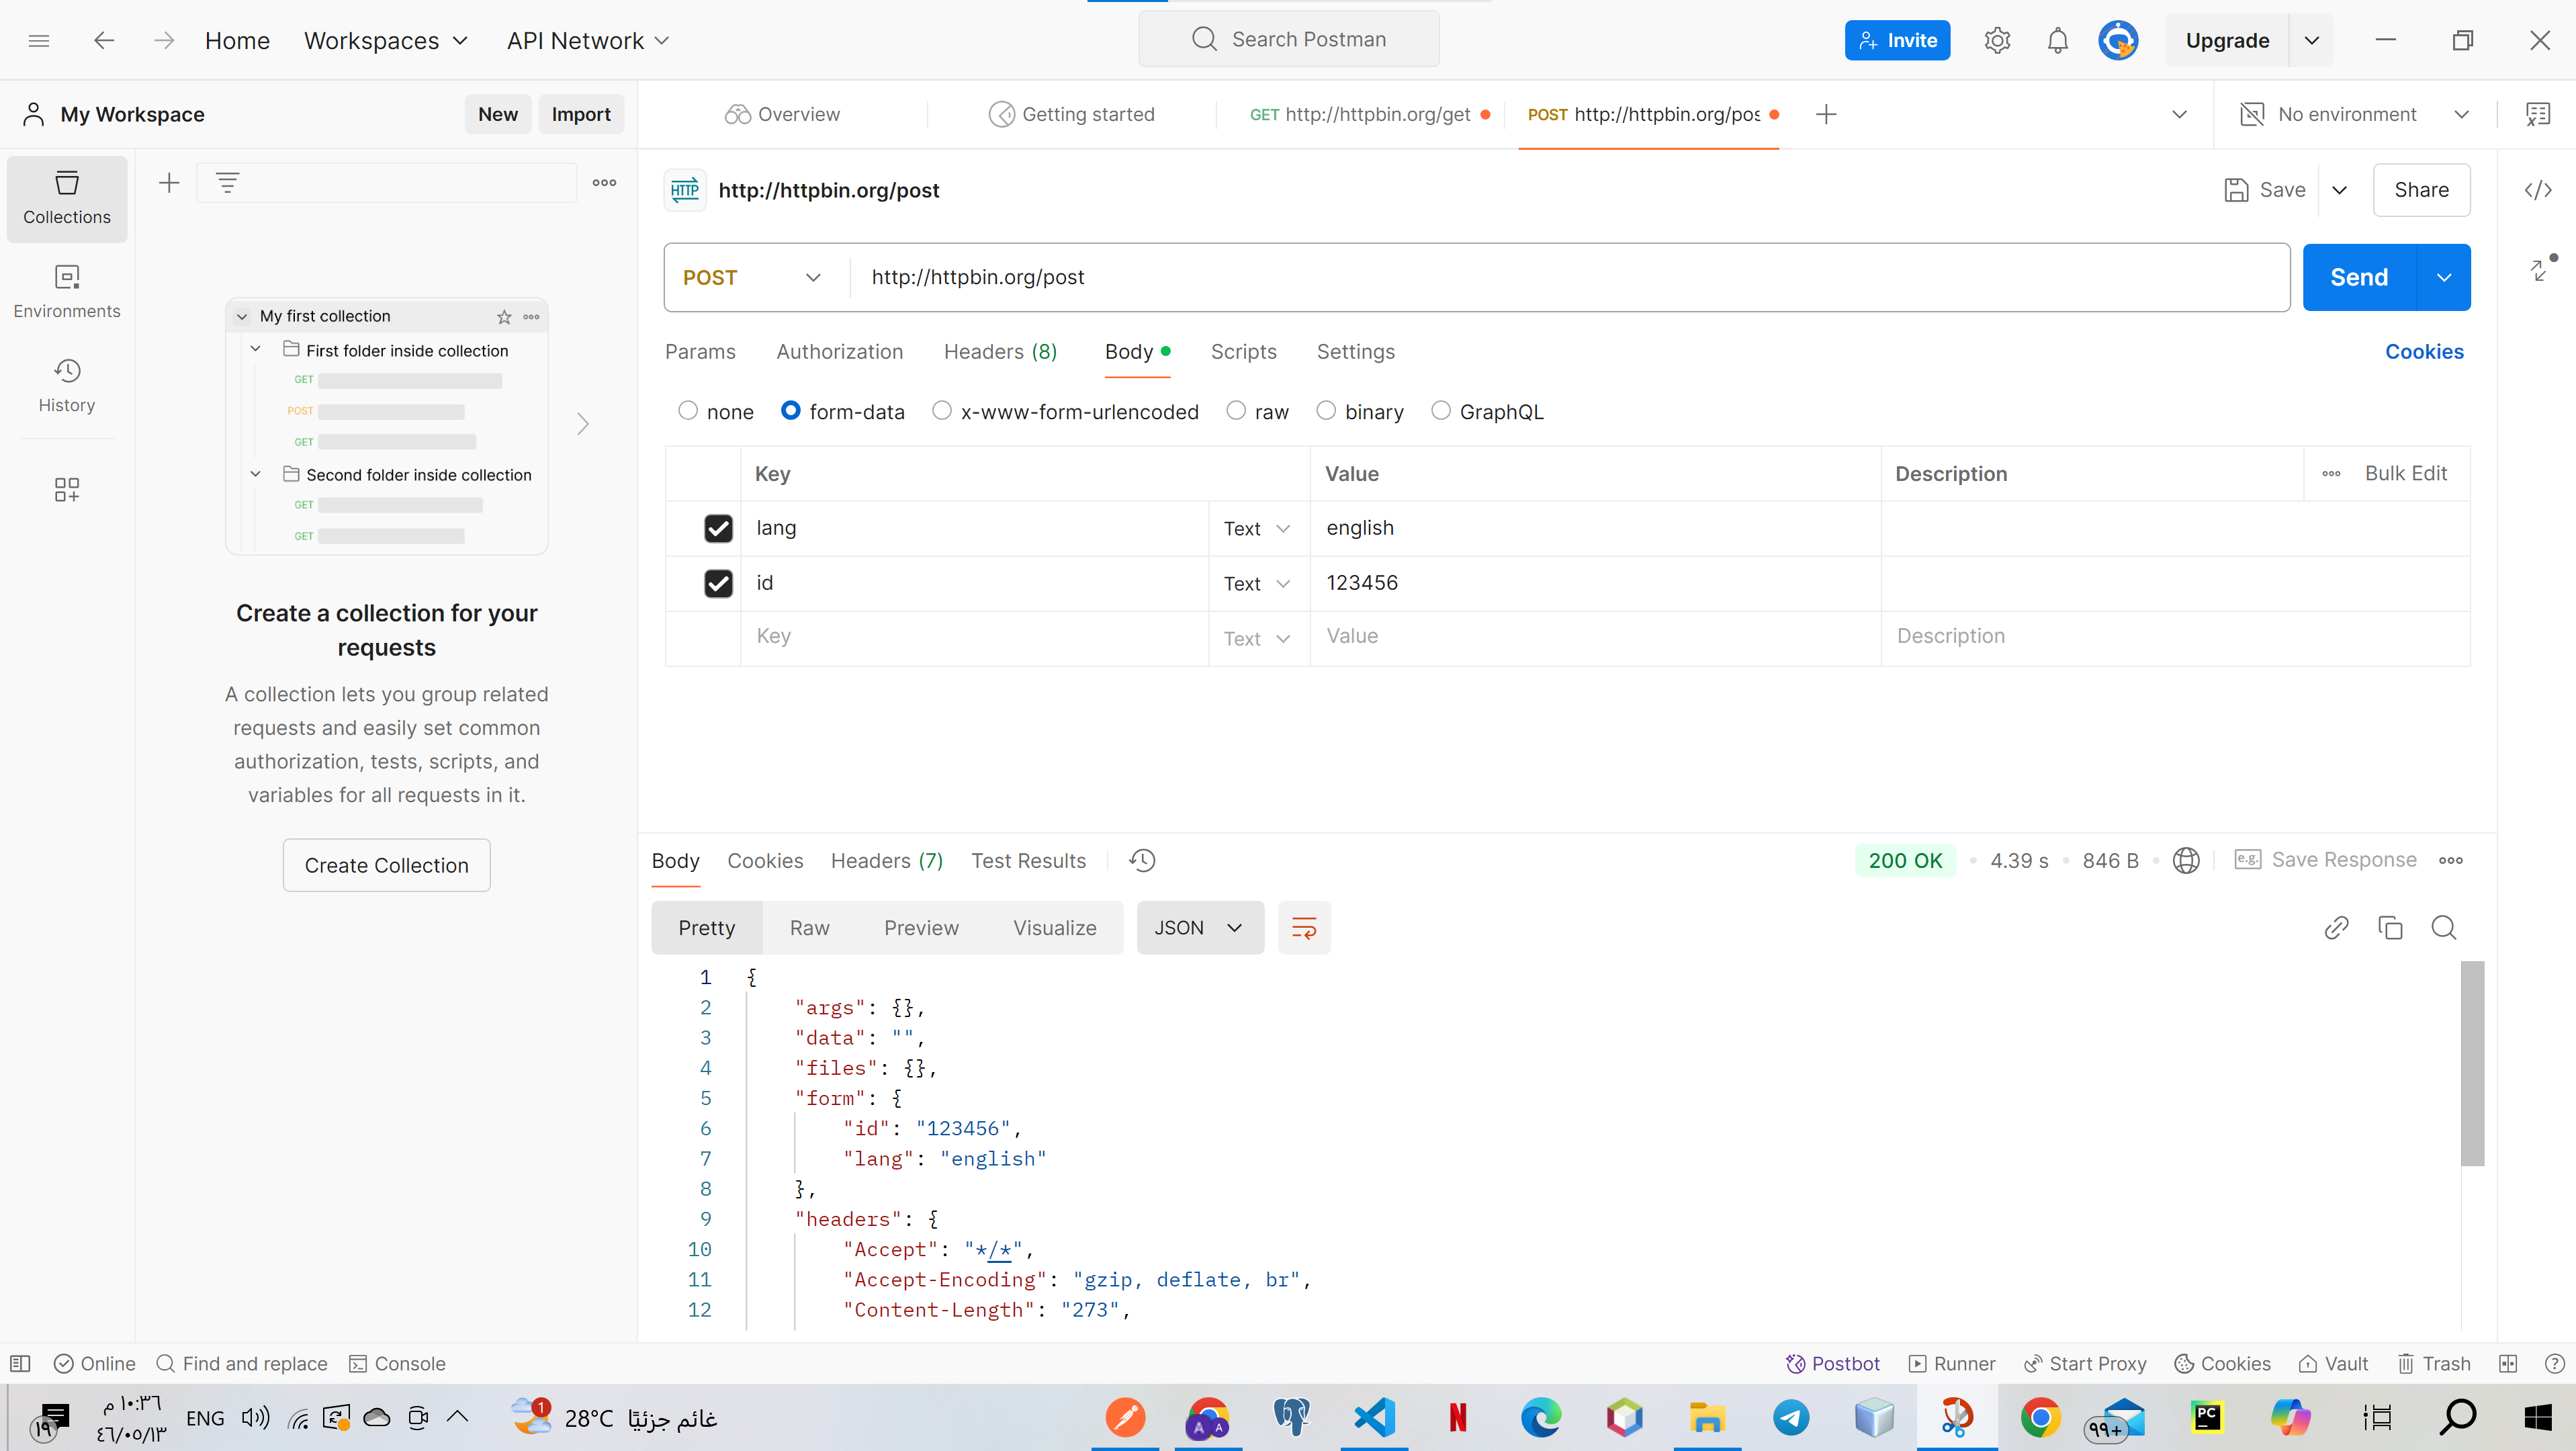 Home Workspaces API Network Search Postman Invite Upgrade
My Workspace New Import
Overview Getting started GET http://httpbin.org/get POST http://httpbin.org/pos No environment
Collections
Environments
History
My first collection
First folder inside collection
GET
POST
GET
Second folder inside collection
GET
GET
Create a collection for your
requests
A collection lets you group related
requests and easily set common
authorization, tests, scripts, and
variables for all requests in it.
Create Collection
HTTP http://httpbin.org/post Save Share
POST http://httpbin.org/post Send
Params Authorization Headers (8) Body Scripts Settings Cookies
none form-data x-www-form-urlencoded raw binary GraphQL
Key Value Description Bulk Edit
lang Text english
id Text 123456
Key Text Value Description
Body Cookies Headers (7) Test Results 200 OK 4.39 s 846 B e.g. Save Response
Pretty Raw Preview Visualize JSON
1 {
2 "args": {},
3 "data": "",
4 "files": {},
5 "form": {
6 "id": "123456",
7 "lang": "english"
8 },
9 "headers": {
10 "Accept": "*/*",
11 "Accept-Encoding": "gzip, deflate, br",
12 "Content-Length": "273",
Online Find and replace Console Postbot Runner Start Proxy Cookies Vault Trash
١٩ ١٠:٣٦ م ENG 1 28°C غائم جزئيًا A A N ٩٩+ PC
٤٦/٠٥/١٣